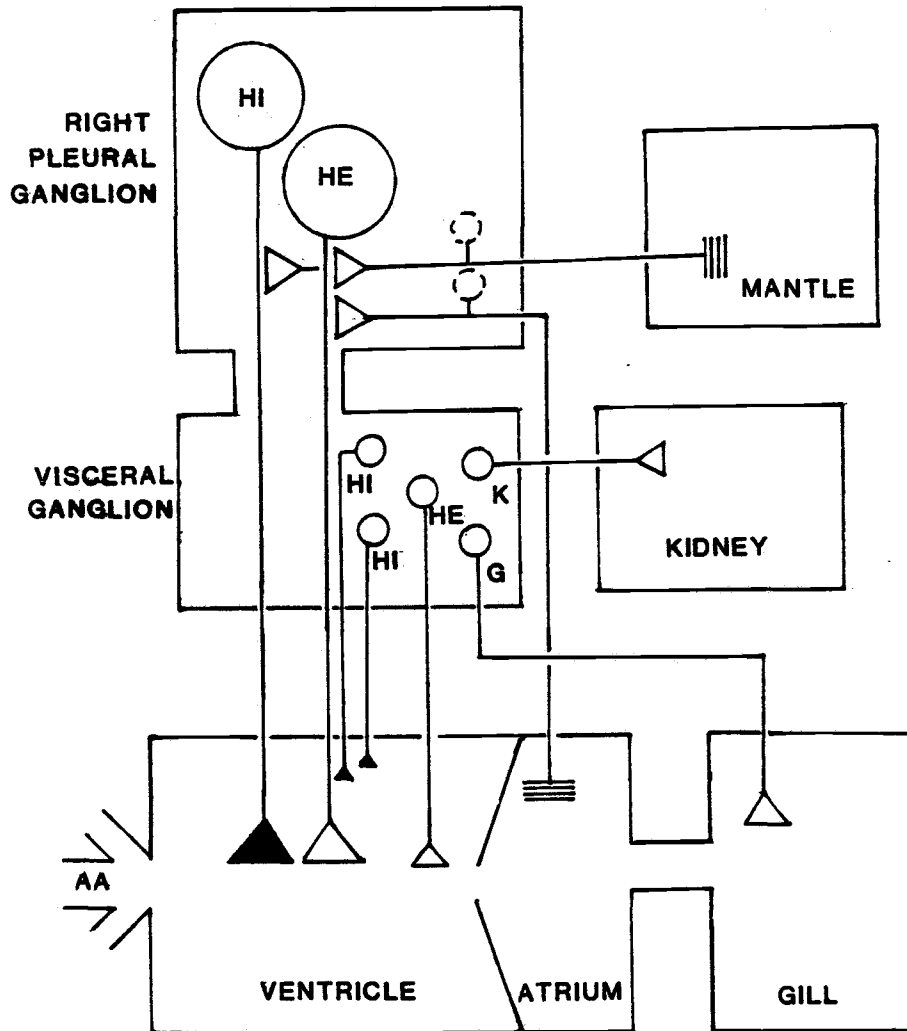 HI
RIGHT
PLEURAL
GANGLION
HE
MANTLE
VISCERAL
GANGLION
HI
HE
K
HI
G
KIDNEY
AA
VENTRICLE
ATRIUM
GILL